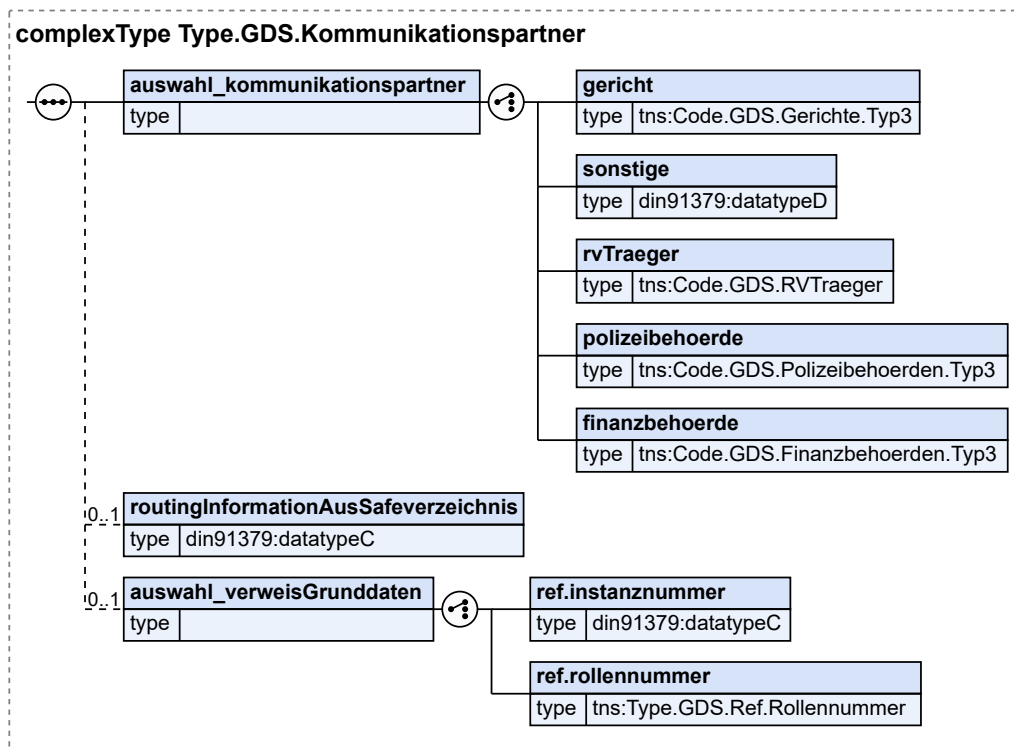 complexType Type.GDS.Kommunikationspartner
auswahl_kommunikationspartner
type
gericht
type tns:Code.GDS.Gerichte.Typ3
sonstige
type din91379:datatypeD
rvTraeger
type tns:Code.GDS.RVTraeger
polizeibehoerde
type tns:Code.GDS.Polizeibehoerden.Typ3
finanzbehoerde
type tns:Code.GDS.Finanzbehoerden.Typ3
0..1
routingInformationAusSafeverzeichnis
type din91379:datatypeC
0..1
auswahl_verweisGrunddaten
type
ref.instanznummer
type din91379:datatypeC
ref.rollennummer
type tns:Type.GDS.Ref.Rollennummer